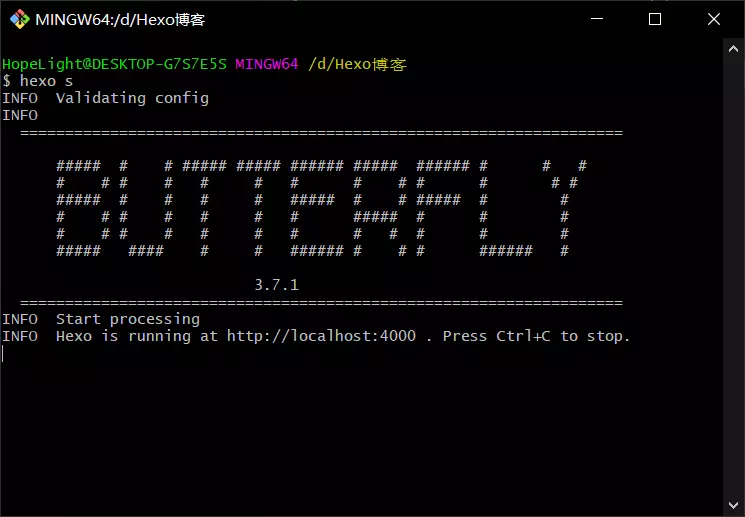 MINGW64:/d/Hexo博客
HopeLight@DESKTOP-G7S7E5S MINGW64 /d/Hexo博客
$ hexo s
INFO  Validating config
INFO
  ===================================================================
      #####  #    # ##### ##### ###### #####  ###### #      #   #
      #    # #    #   #     #   #      #    # #      #       # #
      #####  #    #   #     #   #####  #    # #####  #        #
      #    # #    #   #     #   #      #####  #      #        #
      #    # #    #   #     #   #      #   #  #      #        #
      #####   ####    #     #   ###### #    # #      ######   #
                            3.7.1
  ===================================================================
INFO  Start processing
INFO  Hexo is running at http://localhost:4000 . Press Ctrl+C to stop.